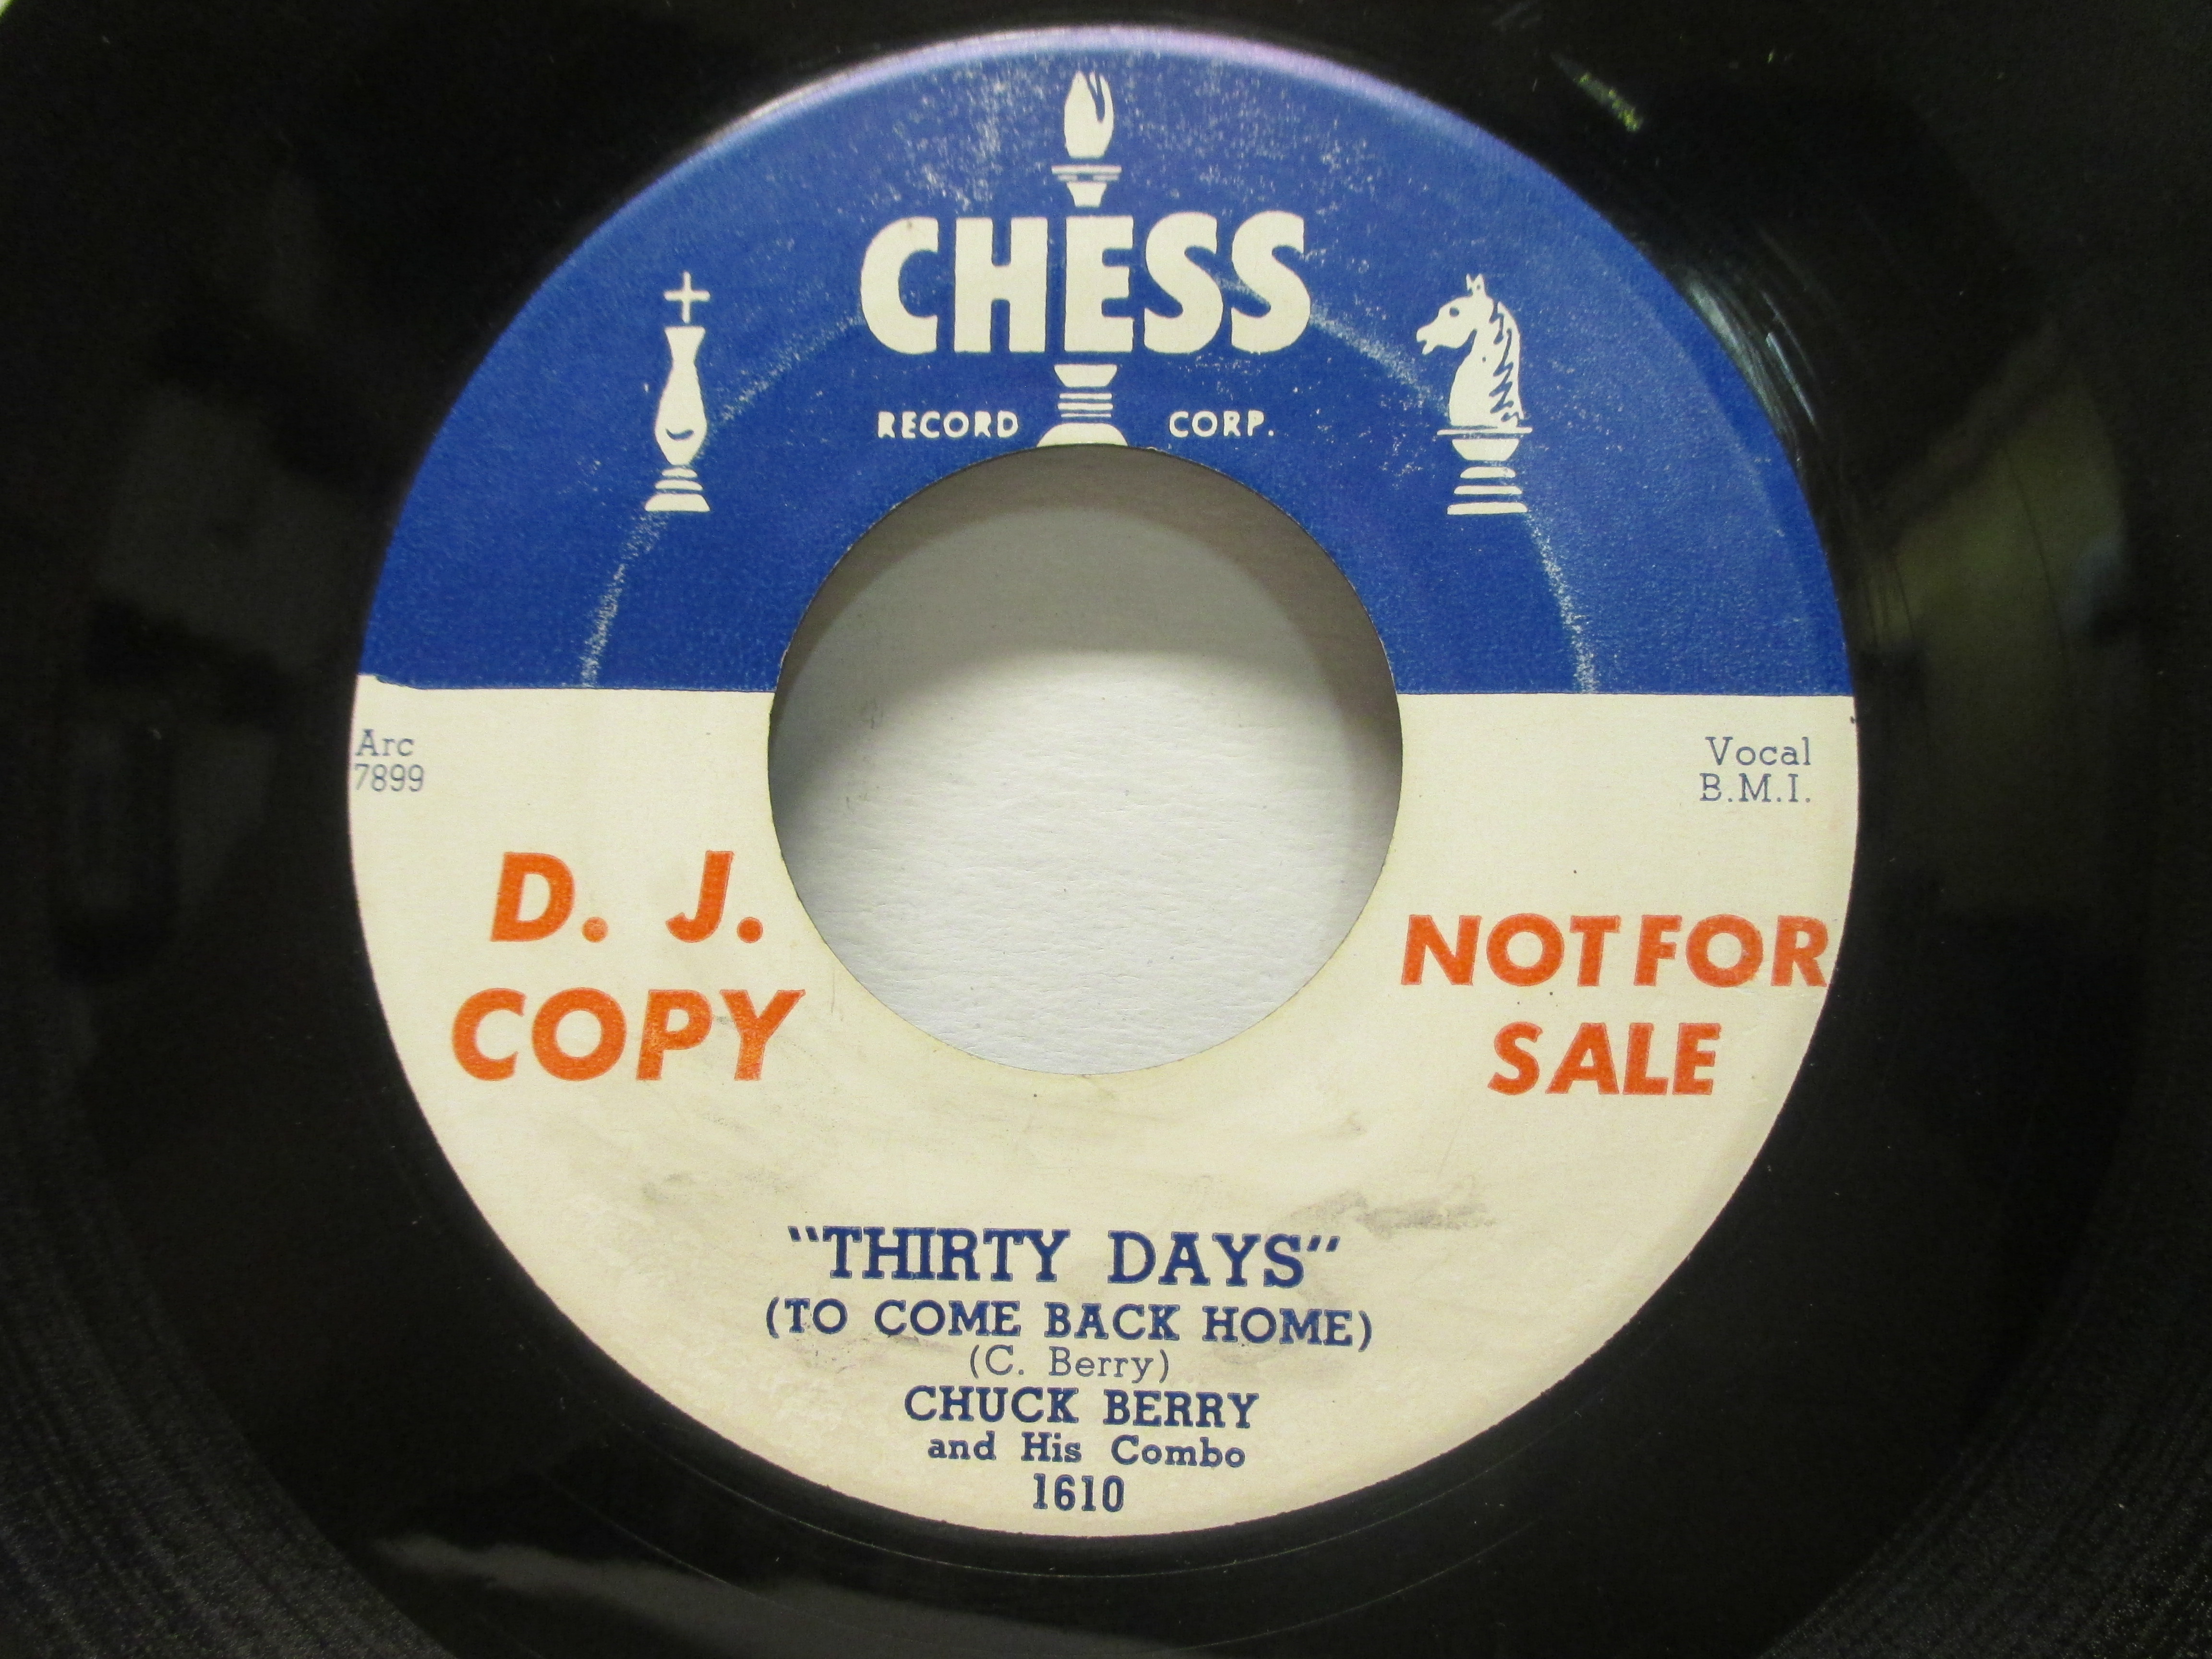 CHESS
RECORD CORP.
Arc
7899
Vocal
B.M.I.
D. J.
COPY
NOT FOR
SALE
"THIRTY DAYS"
(TO COME BACK HOME)
(C. Berry)
CHUCK BERRY
and His Combo
1610